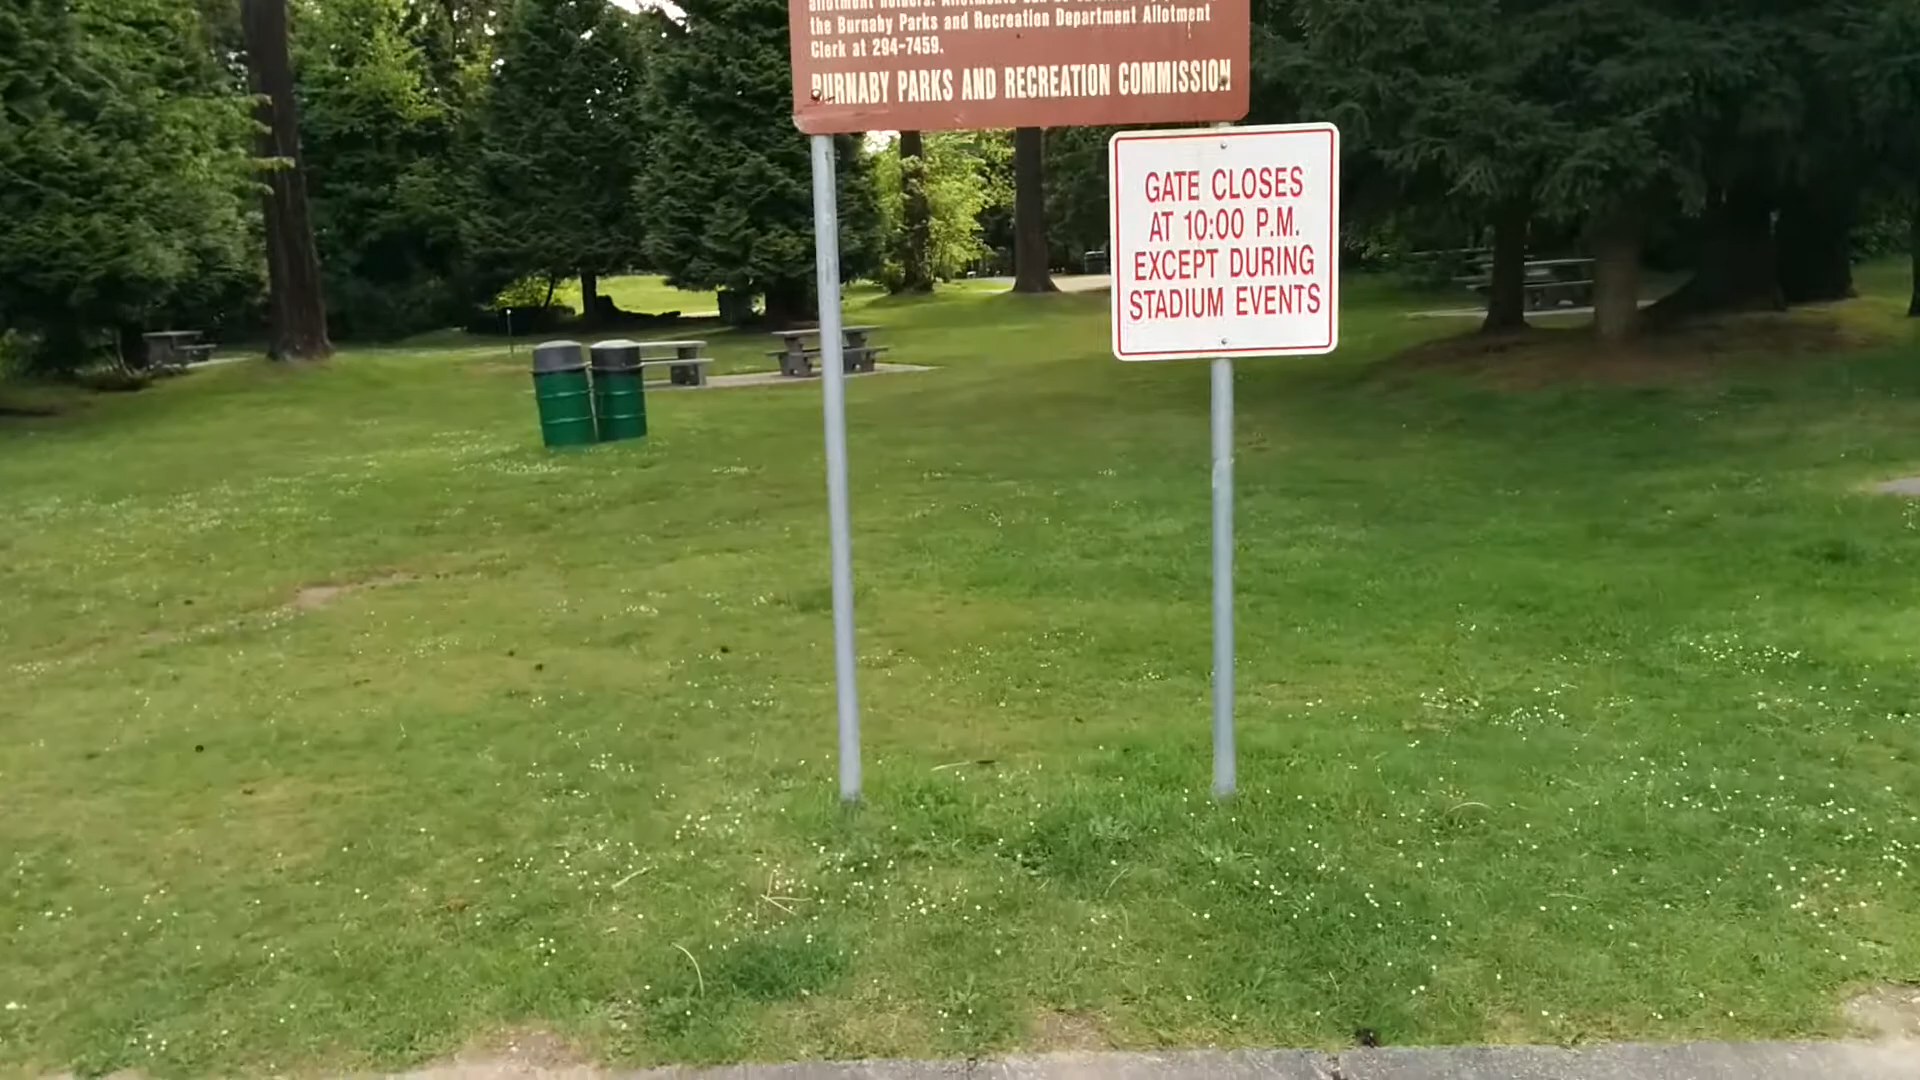 the Burnaby Parks and Recreation Department Allotment
Clerk at 294-7459.
BURNABY PARKS AND RECREATION COMMISSION
GATE CLOSES
AT 10:00 P.M.
EXCEPT DURING
STADIUM EVENTS